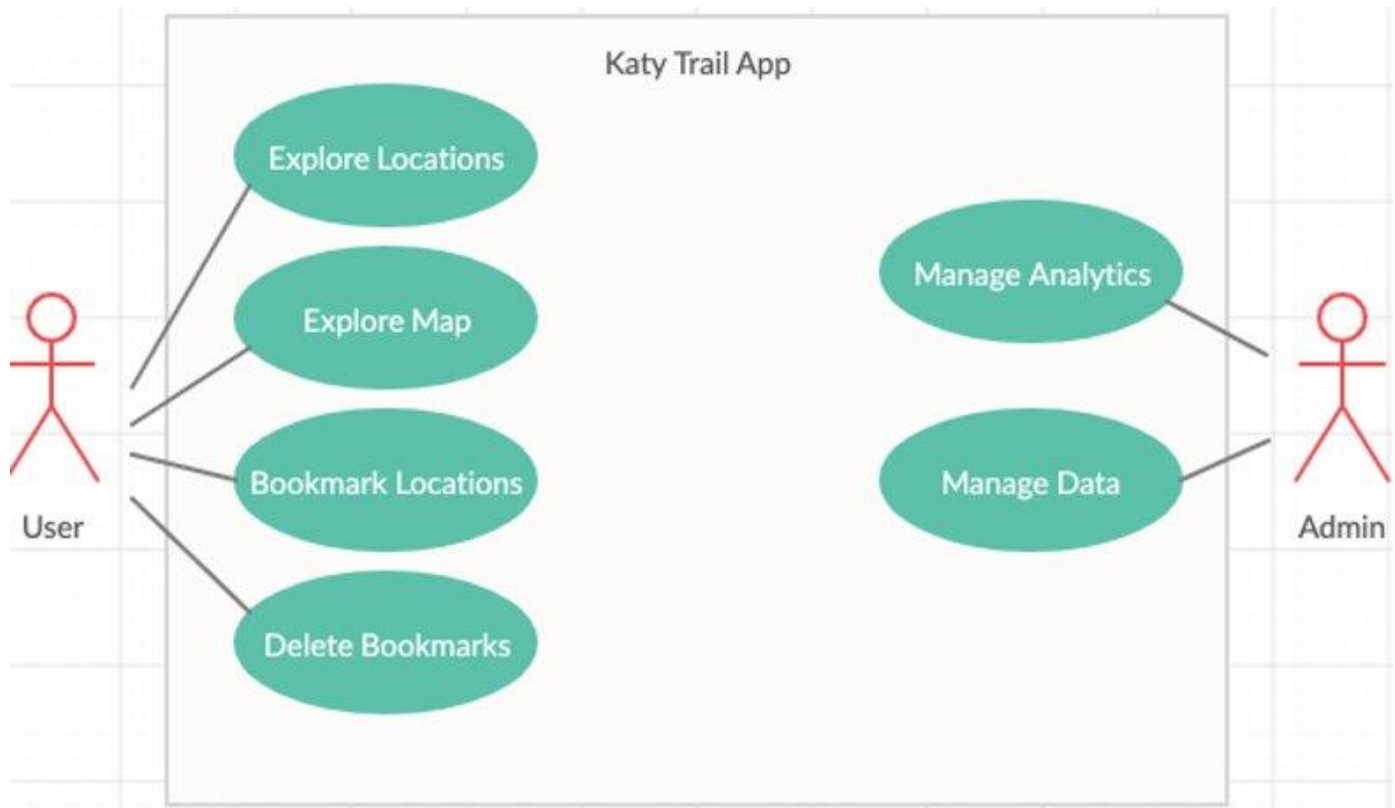 Katy Trail App
Explore Locations
Explore Map
Bookmark Locations
Delete Bookmarks
User
Manage Analytics
Manage Data
Admin